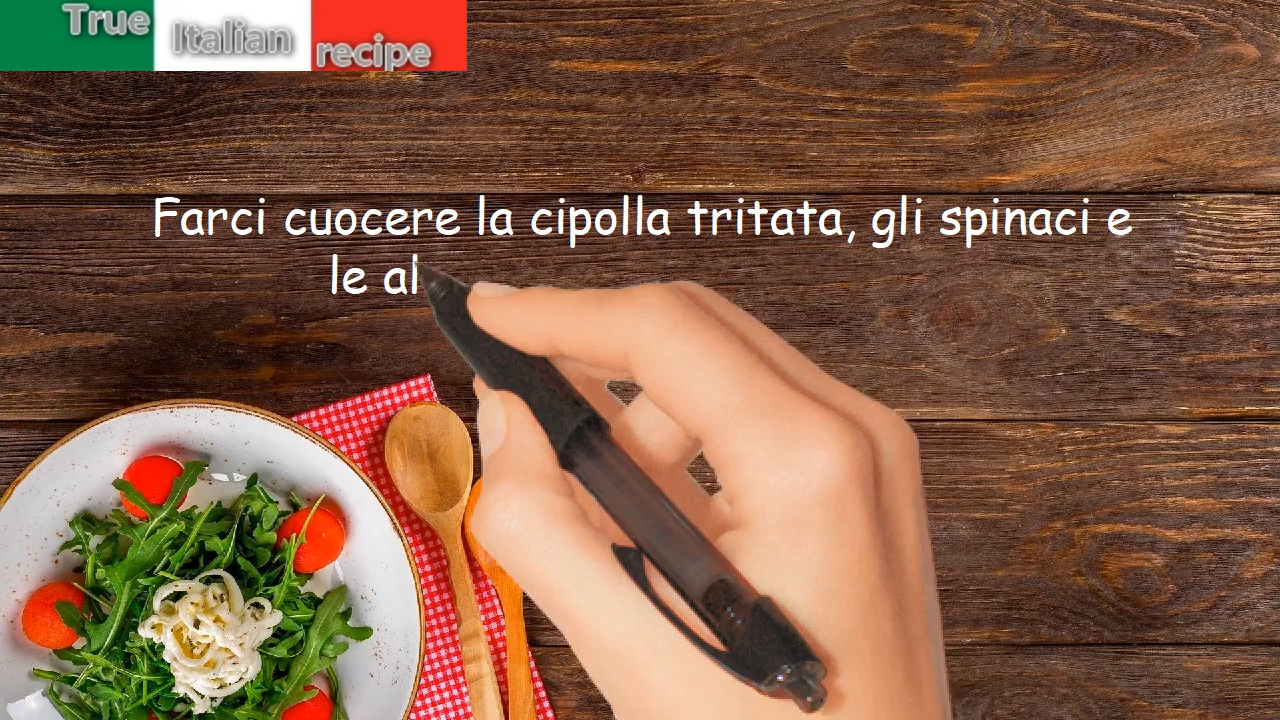 True Italian recipe
Farci cuocere la cipolla tritata, gli spinaci e
le al